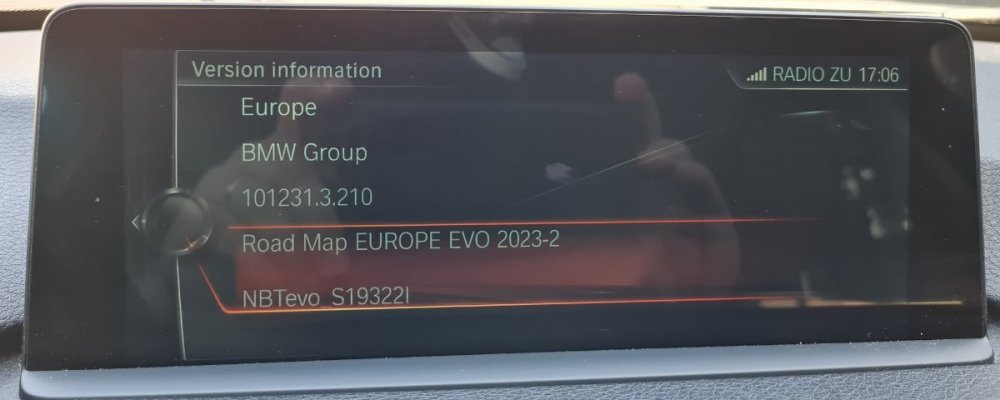 Version information
RADIO ZU 17:06
Europe
BMW Group
101231.3.210
Road Map EUROPE EVO 2023-2
NBTevo_S19322I